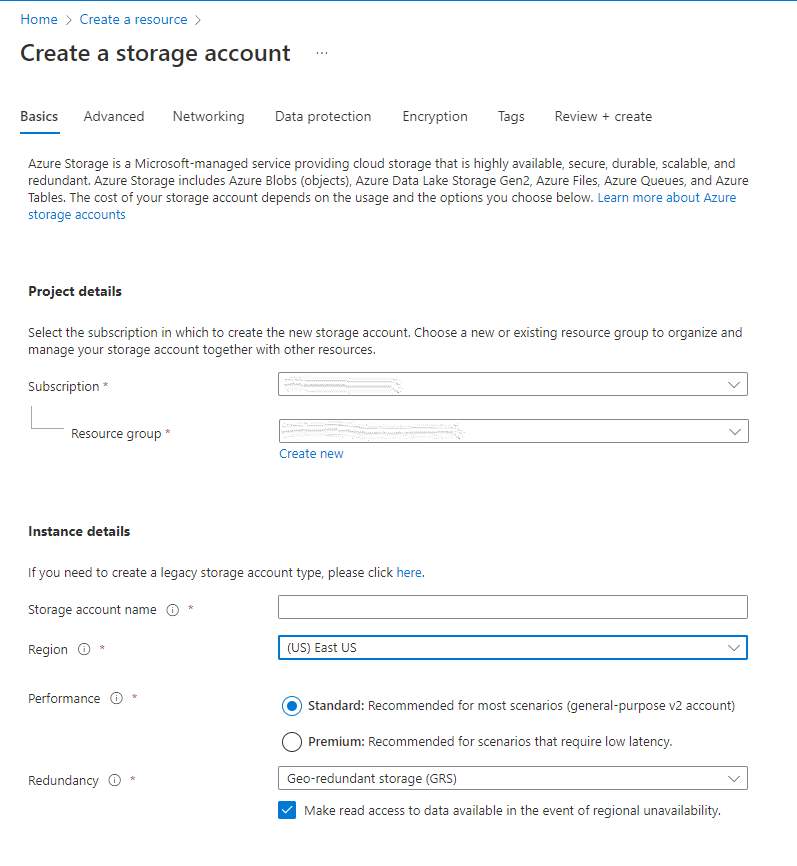 Home > Create a resource >
Create a storage account ...
Basics Advanced Networking Data protection Encryption Tags Review + create
Azure Storage is a Microsoft-managed service providing cloud storage that is highly available, secure, durable, scalable, and
redundant. Azure Storage includes Azure Blobs (objects), Azure Data Lake Storage Gen2, Azure Files, Azure Queues, and Azure
Tables. The cost of your storage account depends on the usage and the options you choose below. Learn more about Azure
storage accounts
Project details
Select the subscription in which to create the new storage account. Choose a new or existing resource group to organize and
manage your storage account together with other resources.
Subscription *
Resource group *
Create new
Instance details
If you need to create a legacy storage account type, please click here.
Storage account name *
Region * (US) East US
Performance * Standard: Recommended for most scenarios (general-purpose v2 account)
Premium: Recommended for scenarios that require low latency.
Redundancy * Geo-redundant storage (GRS)
Make read access to data available in the event of regional unavailability.